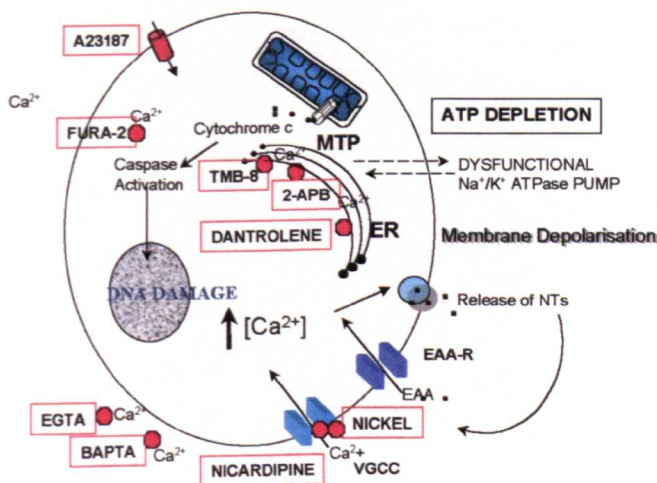 A23187
Ca²⁺
Ca²⁺
FURA-2
Cytochrome c
MTP
ATP DEPLETION
Caspase
Activation
Ca²⁺
TMB-8
2-APB
Ca²⁺
DYSFUNCTIONAL
Na⁺/K⁺ ATPase PUMP
DANTROLENE
ER
Membrane Depolarisation
DNA DAMAGE
[Ca²⁺]
Release of NTs
EAA-R
EAA
EGTA
Ca²⁺
BAPTA
Ca²⁺
NICKEL
NICARDIPINE
Ca²+
VGCC